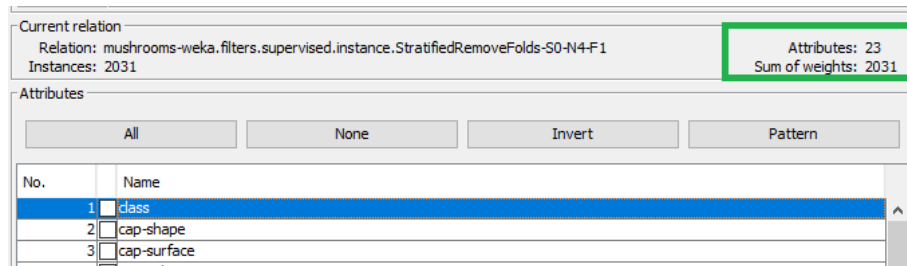 Current relation
Relation: mushrooms-weka.filters.supervised.instance.StratifiedRemoveFolds-S0-N4-F1 Attributes: 23
Instances: 2031 Sum of weights: 2031
Attributes
All None Invert Pattern
No. Name
1 class
2 cap-shape
3 cap-surface